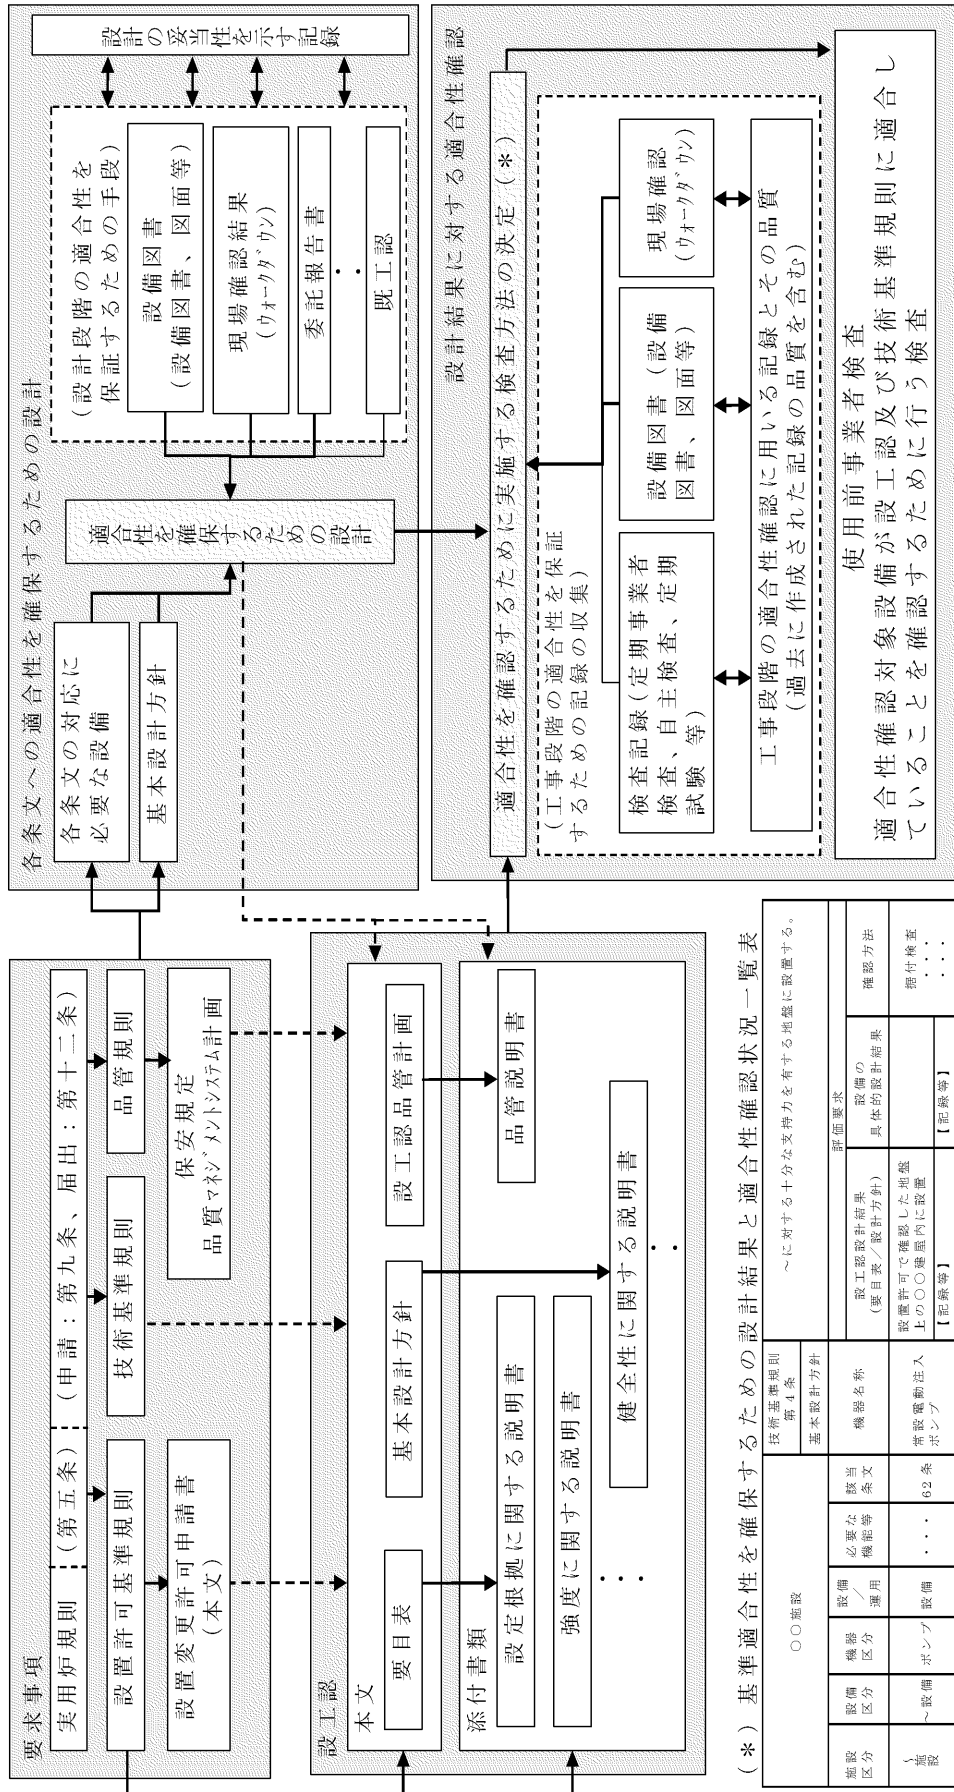 要求事項
実用炉規則
(第五条)
(申請:第九条、届出:第十二条)
設置許可基準規則
技術基準規則
品管規則
設置変更許可申請書
(本文)
保安規定
品質マネジメントシステム計画
各条文への適合性を確保するための設計
各条文の対応に
必要な設備
基本設計方針
適合性を確保するための設計
(設計段階の適合性を
保証するための手段)
設備図書
(設備図書、図面等)
現場確認結果
(ウォークダウン)
委託報告書
・・
既工認
設計の妥当性を示す記録
設工認
本文
要目表
基本設計方針
設工認品管計画
添付書類
設定根拠に関する説明書
品管説明書
強度に関する説明書
健全性に関する説明書
・・・
・・
設計結果に対する適合性確認
適合性を確認するために実施する検査方法の決定(*)
(工事段階の適合性を保証
するための記録の収集)
検査記録(定期事業者
検査、自主検査、定期
試験 等)
設備図書(設備
図書、図面等)
現場確認
(ウォークダウン)
工事段階の適合性確認に用いる記録とその品質
(過去に作成された記録の品質を含む)
使用前事業者検査
適合性確認対象設備が設工認及び技術基準規則に適合し
ていることを確認するために行う検査
(*) 基準適合性を確保するための設計結果と適合性確認状況一覧表
○○施設
技術基準規則
第4条
~に対する十分な支持力を有する地盤に設置する。
基本設計方針
評価要求
施設
区分
設備
区分
機器
区分
設備
/
運用
必要な
機能等
該当
条文
機器名称
設工認設計結果
(要目表/設計方針)
設備の
具体的設計結果
確認方法
~
施設
~設備
ポンプ
設備
・・・
62条
常設電動注入
ポンプ
設置許可で確認した地盤
上の○○建屋内に設置
据付検査
・・・
・・・
【記録等】
【記録等】